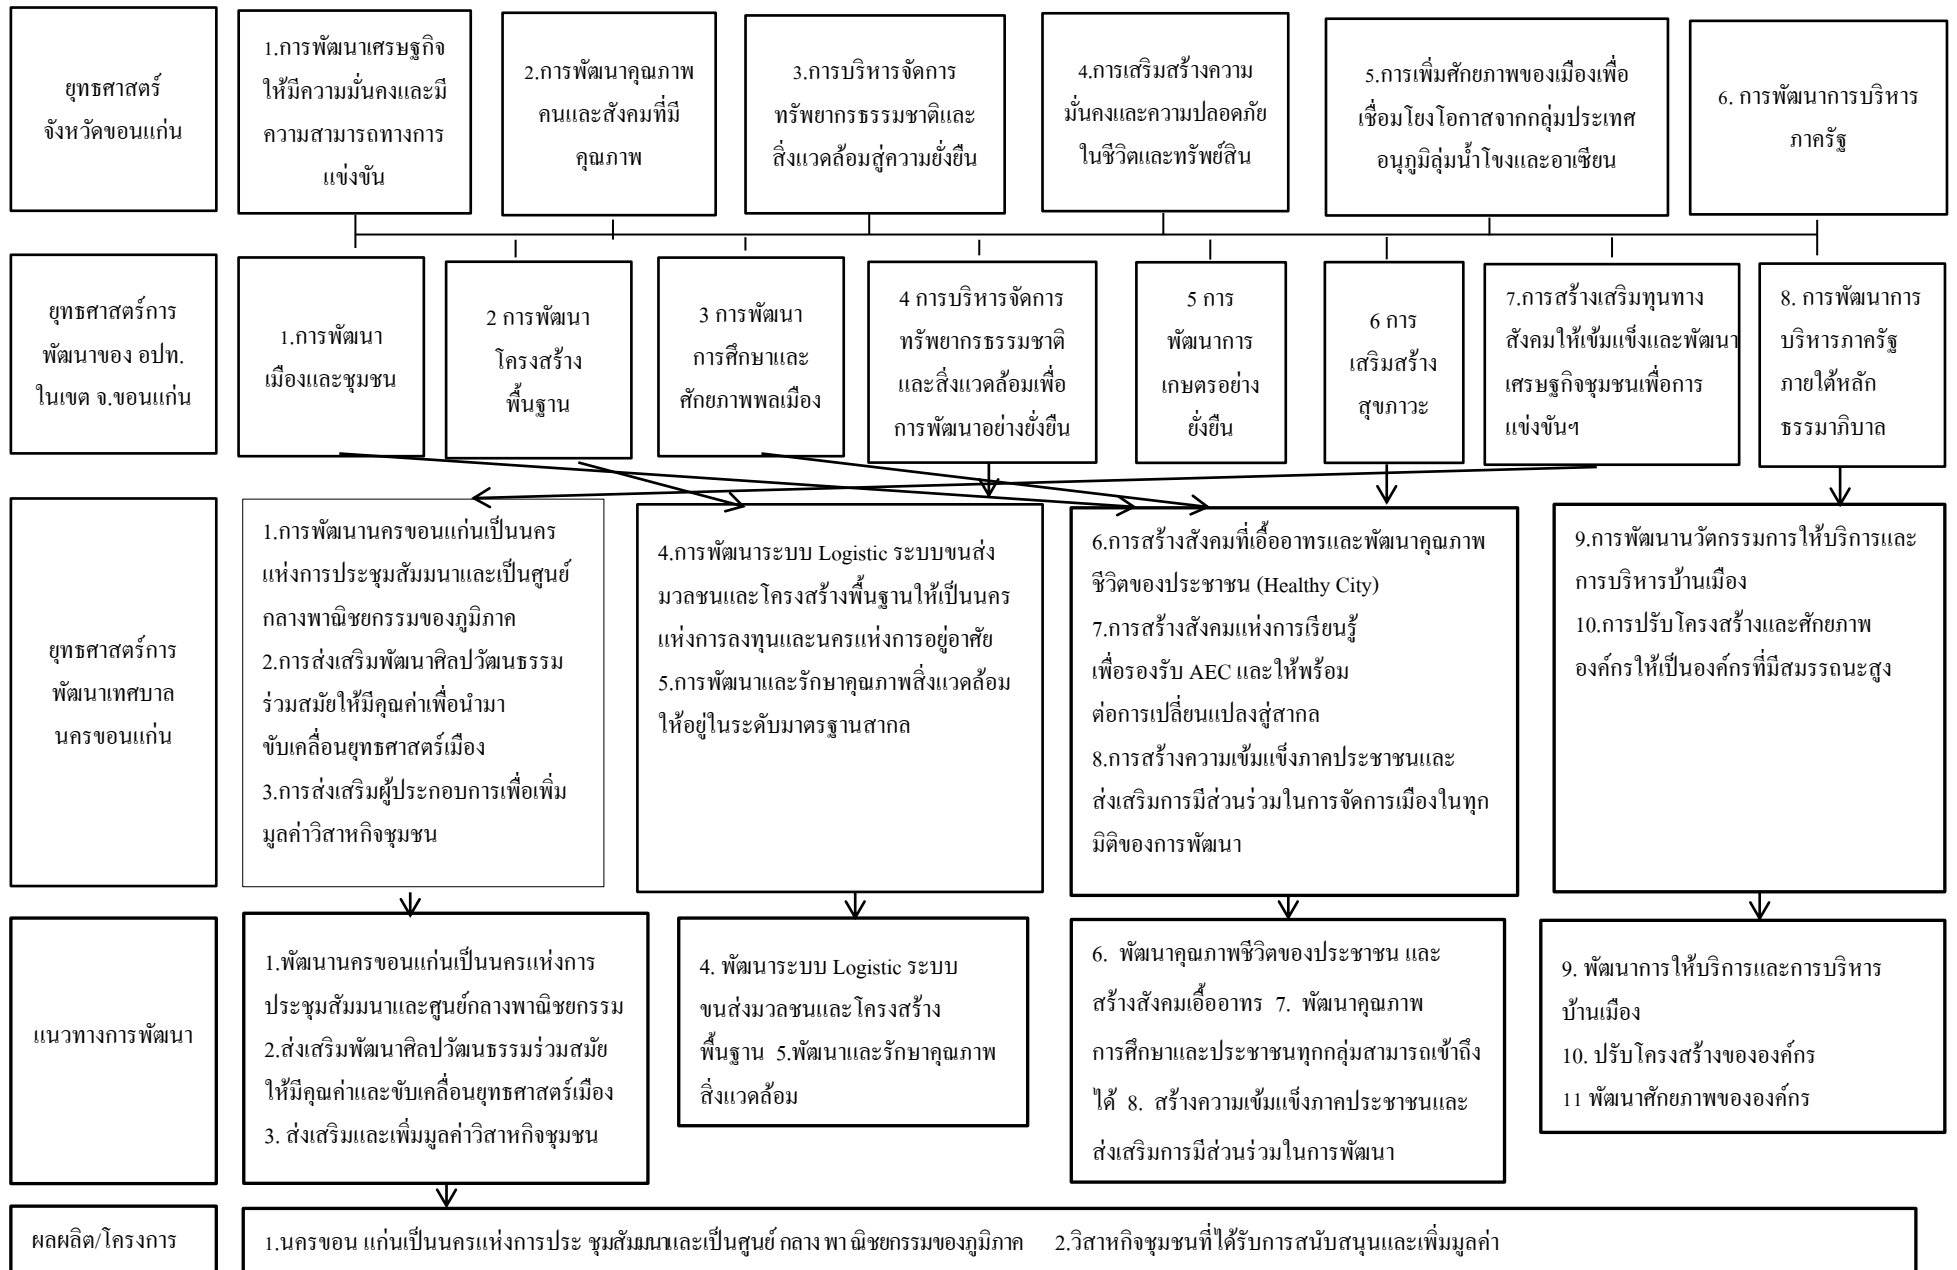 ยุทธศาสตร์
จังหวัดขอนแก่น
1.การพัฒนาเศรษฐกิจ
ให้มีความมั่นคงและมี
ความสามารถทางการ
แข่งขัน
2.การพัฒนาคุณภาพ
คนและสังคมที่มี
คุณภาพ
3.การบริหารจัดการ
ทรัพยากรธรรมชาติและ
สิ่งแวดล้อมสู่ความยั่งยืน
4.การเสริมสร้างความ
มั่นคงและความปลอดภัย
ในชีวิตและทรัพย์สิน
5.การเพิ่มศักยภาพของเมืองเพื่อ
เชื่อมโยงโอกาสจากกลุ่มประเทศ
อนุภูมิลุ่มน้ำโขงและอาเซียน
6. การพัฒนาการบริหาร
ภาครัฐ
ยุทธศาสตร์การ
พัฒนาของ อปท.
ในเขต จ.ขอนแก่น
1.การพัฒนา
เมืองและชุมชน
2 การพัฒนา
โครงสร้าง
พื้นฐาน
3 การพัฒนา
การศึกษาและ
ศักยภาพพลเมือง
4 การบริหารจัดการ
ทรัพยากรธรรมชาติ
และสิ่งแวดล้อมเพื่อ
การพัฒนาอย่างยั่งยืน
5 การ
พัฒนาการ
เกษตรอย่าง
ยั่งยืน
6 การ
เสริมสร้าง
สุขภาวะ
7.การสร้างเสริมทุนทาง
สังคมให้เข้มแข็งและพัฒนา
เศรษฐกิจชุมชนเพื่อการ
แข่งขันฯ
8. การพัฒนาการ
บริหารภาครัฐ
ภายใต้หลัก
ธรรมาภิบาล
ยุทธศาสตร์การ
พัฒนาเทศบาล
นครขอนแก่น
1.การพัฒนานครขอนแก่นเป็นนคร
แห่งการประชุมสัมมนาและเป็นศูนย์
กลางพาณิชยกรรมของภูมิภาค
2.การส่งเสริมพัฒนาศิลปวัฒนธรรม
ร่วมสมัยให้มีคุณค่าเพื่อนำมา
ขับเคลื่อนยุทธศาสตร์เมือง
3.การส่งเสริมผู้ประกอบการเพื่อเพิ่ม
มูลค่าวิสาหกิจชุมชน
4.การพัฒนาระบบ Logistic ระบบขนส่ง
มวลชนและโครงสร้างพื้นฐานให้เป็นนคร
แห่งการลงทุนและนครแห่งการอยู่อาศัย
5.การพัฒนาและรักษาคุณภาพสิ่งแวดล้อม
ให้อยู่ในระดับมาตรฐานสากล
6.การสร้างสังคมที่เอื้ออาทรและพัฒนาคุณภาพ
ชีวิตของประชาชน (Healthy City)
7.การสร้างสังคมแห่งการเรียนรู้
เพื่อรองรับ AEC และให้พร้อม
ต่อการเปลี่ยนแปลงสู่สากล
8.การสร้างความเข้มแข็งภาคประชาชนและ
ส่งเสริมการมีส่วนร่วมในการจัดการเมืองในทุก
มิติของการพัฒนา
9.การพัฒนานวัตกรรมการให้บริการและ
การบริหารบ้านเมือง
10.การปรับโครงสร้างและศักยภาพ
องค์กรให้เป็นองค์กรที่มีสมรรถนะสูง
แนวทางการพัฒนา
1.พัฒนานครขอนแก่นเป็นนครแห่งการ
ประชุมสัมมนาและศูนย์กลางพาณิชยกรรม
2.ส่งเสริมพัฒนาศิลปวัฒนธรรมร่วมสมัย
ให้มีคุณค่าและขับเคลื่อนยุทธศาสตร์เมือง
3. ส่งเสริมและเพิ่มมูลค่าวิสาหกิจชุมชน
4. พัฒนาระบบ Logistic ระบบ
ขนส่งมวลชนและโครงสร้าง
พื้นฐาน 5.พัฒนาและรักษาคุณภาพ
สิ่งแวดล้อม
6. พัฒนาคุณภาพชีวิตของประชาชน และ
สร้างสังคมเอื้ออาทร 7. พัฒนาคุณภาพ
การศึกษาและประชาชนทุกกลุ่มสามารถเข้าถึง
ได้ 8. สร้างความเข้มแข็งภาคประชาชนและ
ส่งเสริมการมีส่วนร่วมในการพัฒนา
9. พัฒนาการให้บริการและการบริหาร
บ้านเมือง
10. ปรับโครงสร้างขององค์กร
11 พัฒนาศักยภาพขององค์กร
ผลผลิต/โครงการ
1.นครขอน แก่นเป็นนครแห่งการประ ชุมสัมมนาและเป็นศูนย์ กลาง พา ณิชยกรรมของภูมิภาค 2.วิสาหกิจชุมชนที่ได้รับการสนับสนุนและเพิ่มมูลค่า